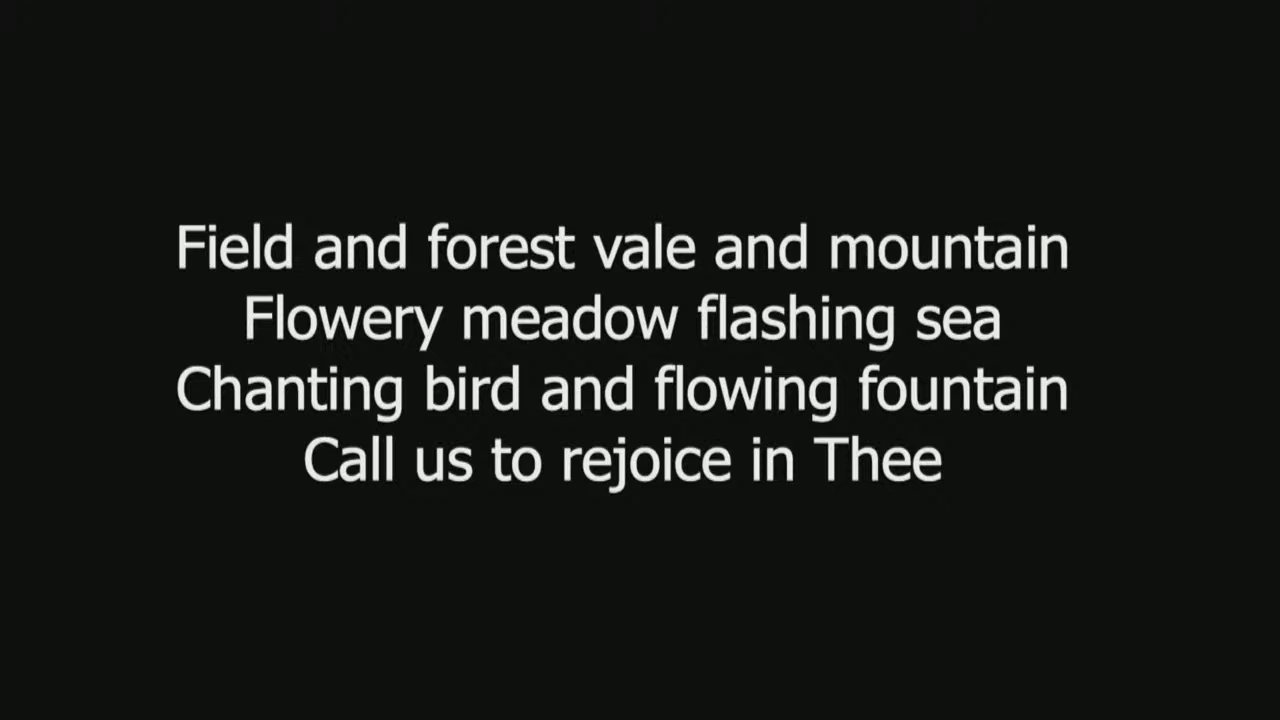 Field and forest vale and mountain
Flowery meadow flashing sea
Chanting bird and flowing fountain
Call us to rejoice in Thee